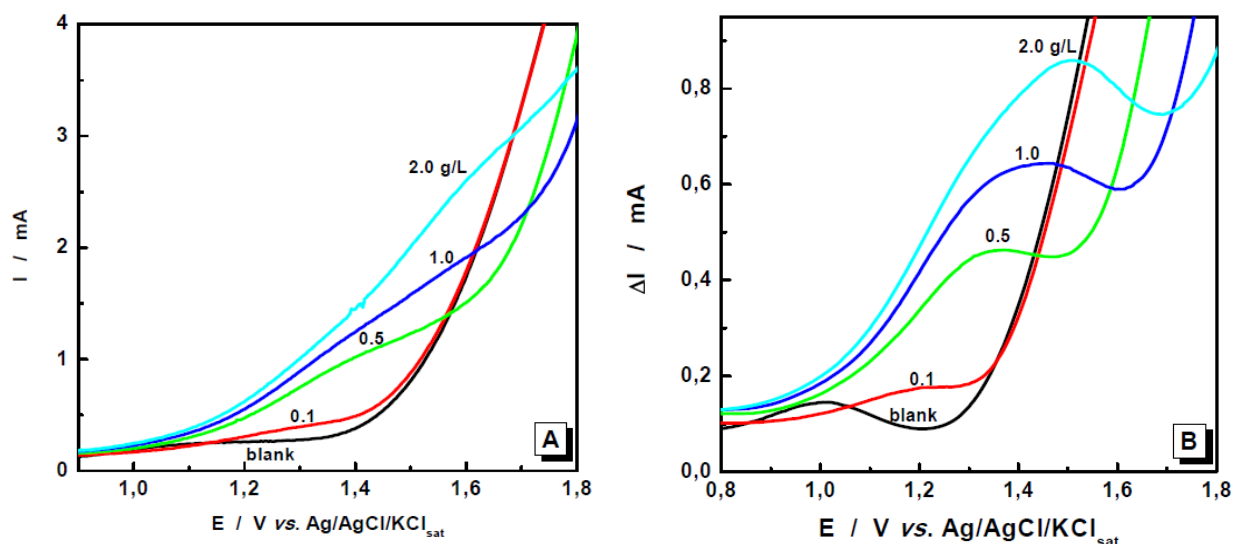 4
3
2
1
0
I / mA
2.0 g/L
1.0
0.5
0.1
blank
A
1,0 1,2 1,4 1,6 1,8
E / V vs. Ag/AgCl/KCl_sat
0,8
0,6
0,4
0,2
0,0
ΔI / mA
2.0 g/L
1.0
0.5
0.1
blank
B
0,8 1,0 1,2 1,4 1,6 1,8
E / V vs. Ag/AgCl/KCl_sat